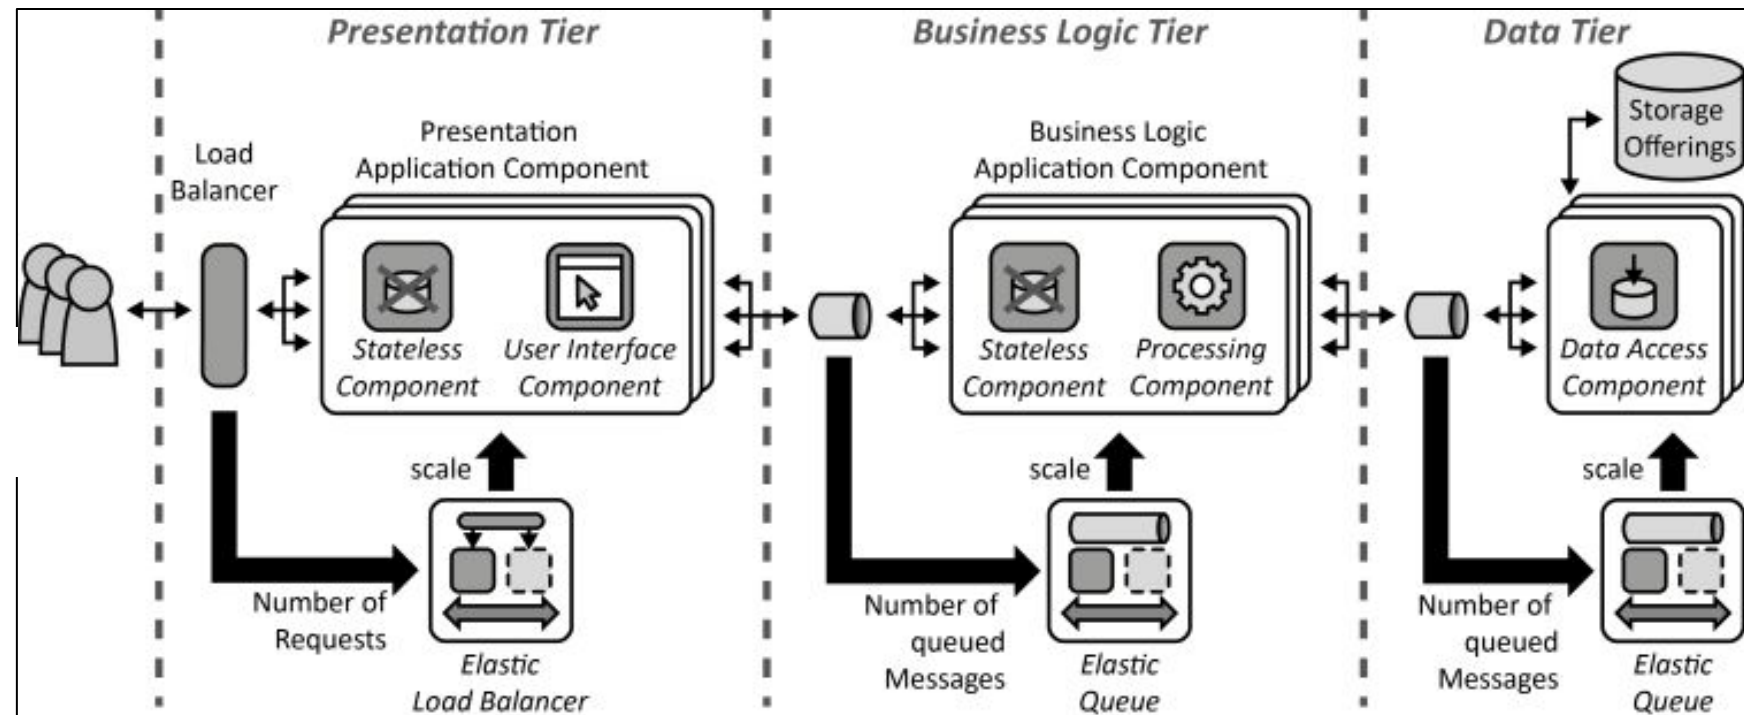 Presentation Tier
Load
Balancer
Presentation
Application Component
Stateless
Component
User Interface
Component
scale
Number of
Requests
Elastic
Load Balancer
Business Logic Tier
Business Logic
Application Component
Stateless
Component
Processing
Component
scale
Number of
queued
Messages
Elastic
Queue
Data Tier
Storage
Offerings
Data Access
Component
scale
Number of
queued
Messages
Elastic
Queue